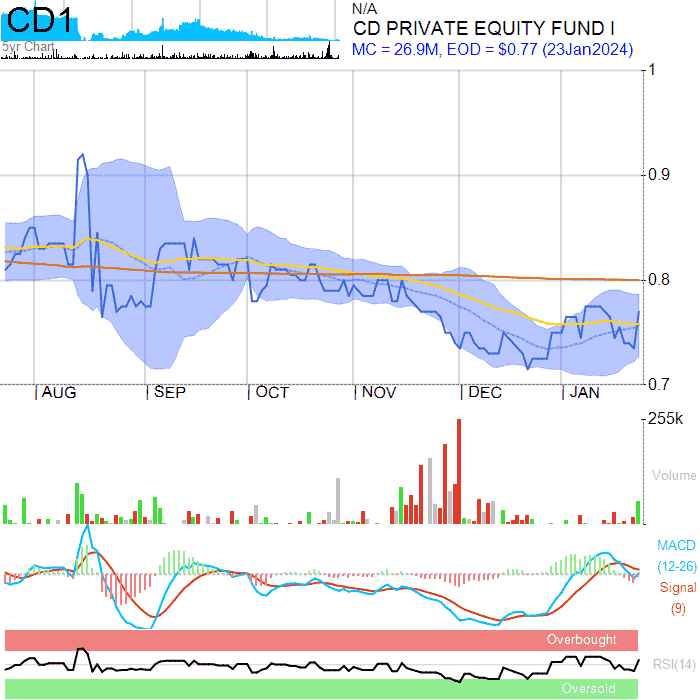 CD1
5yr Chart
N/A
CD PRIVATE EQUITY FUND I
MC = 26.9M, EOD = $0.77 (23Jan2024)
1
0.9
0.8
0.7
AUG SEP OCT NOV DEC JAN
255k
Volume
MACD
(12-26)
Signal
(9)
Overbought
RSI(14)
Oversold